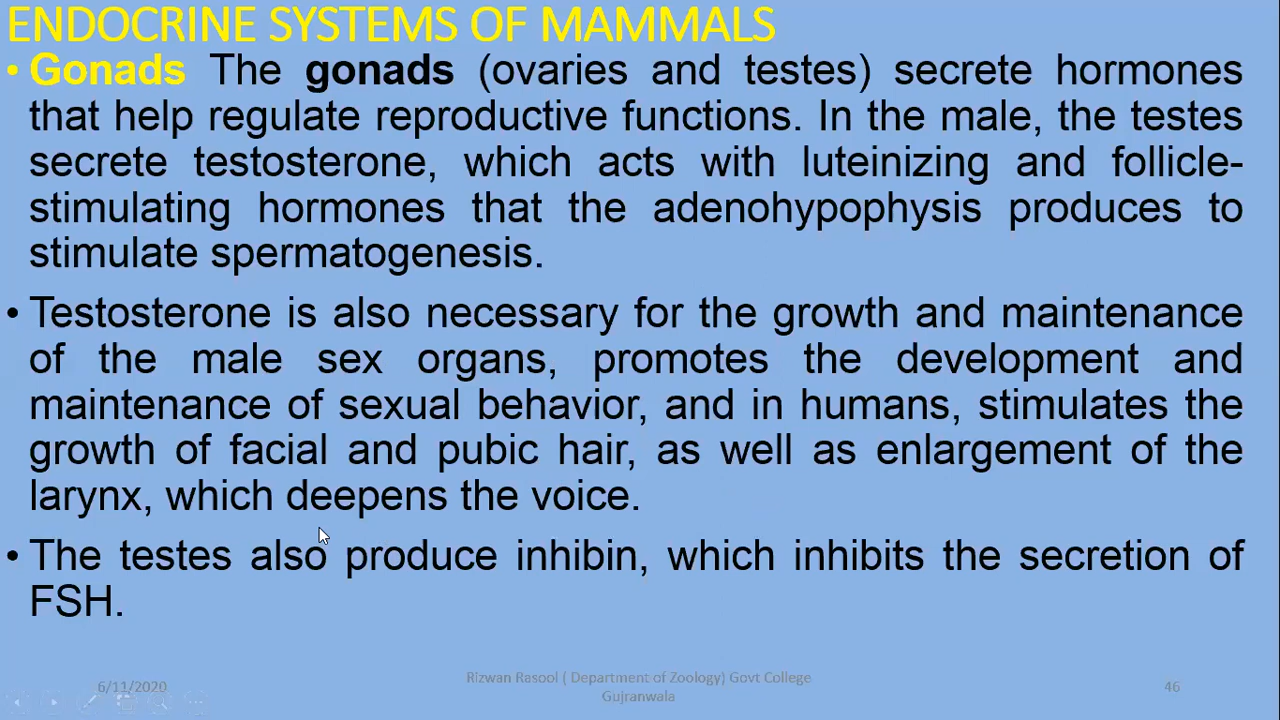 ENDOCRINE SYSTEMS OF MAMMALS
• Gonads The gonads (ovaries and testes) secrete hormones
that help regulate reproductive functions. In the male, the testes
secrete testosterone, which acts with luteinizing and follicle-
stimulating hormones that the adenohypophysis produces to
stimulate spermatogenesis.
• Testosterone is also necessary for the growth and maintenance
of the male sex organs, promotes the development and
maintenance of sexual behavior, and in humans, stimulates the
growth of facial and pubic hair, as well as enlargement of the
larynx, which deepens the voice.
• The testes also produce inhibin, which inhibits the secretion of
FSH.
6/11/2020
Rizwan Rasool ( Department of Zoology) Govt College
Gujranwala
46